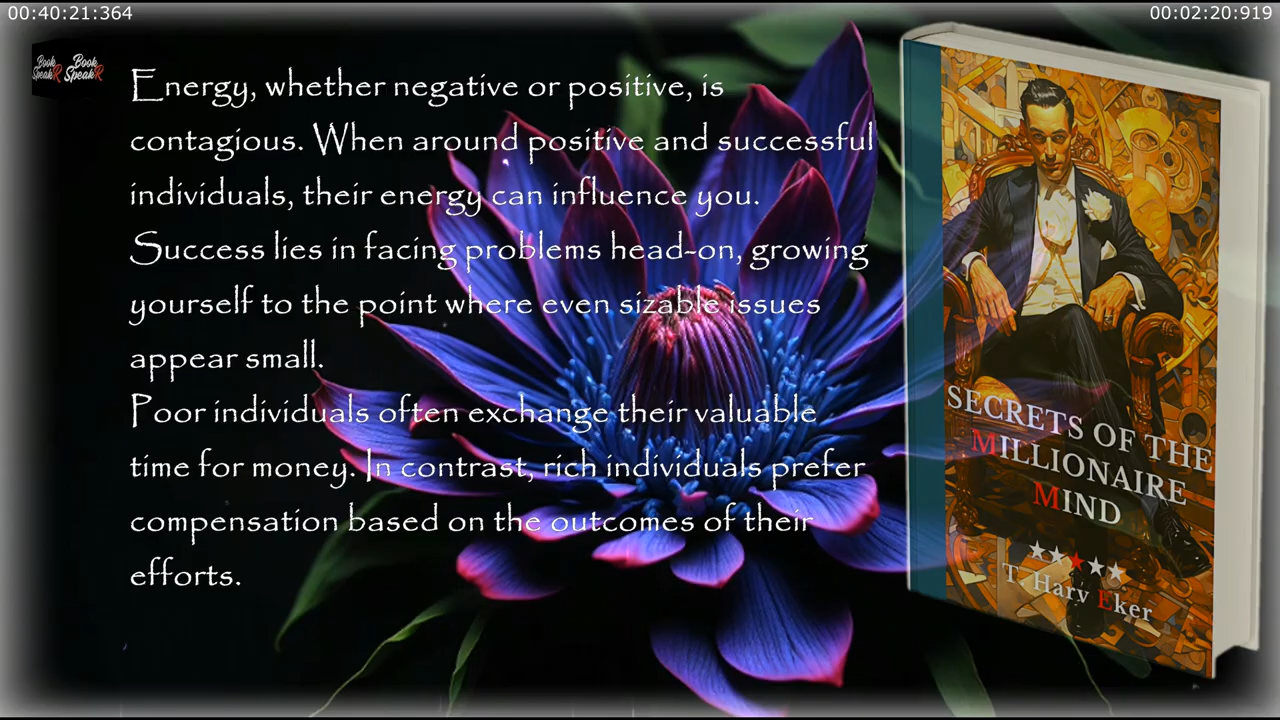 00:40:21:364
00:02:20:919
Book Book
SpeakR SpeakR
Energy, whether negative or positive, is
contagious. When around positive and successful
individuals, their energy can influence you.
Success lies in facing problems head-on, growing
yourself to the point where even sizable issues
appear small.
Poor individuals often exchange their valuable
time for money. In contrast, rich individuals prefer
compensation based on the outcomes of their
efforts.
SECRETS OF THE
MILLIONAIRE
MIND
T. Harv Eker